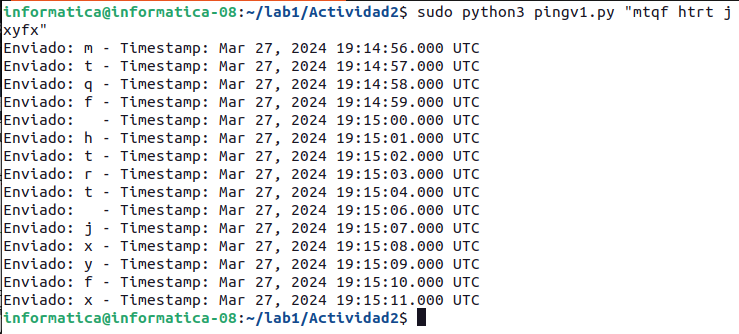 informatica@informatica-08:~/lab1/Actividad2$ sudo python3 pingv1.py "mtqf htrt j
xyfx"
Enviado: m - Timestamp: Mar 27, 2024 19:14:56.000 UTC
Enviado: t - Timestamp: Mar 27, 2024 19:14:57.000 UTC
Enviado: q - Timestamp: Mar 27, 2024 19:14:58.000 UTC
Enviado: f - Timestamp: Mar 27, 2024 19:14:59.000 UTC
Enviado:   - Timestamp: Mar 27, 2024 19:15:00.000 UTC
Enviado: h - Timestamp: Mar 27, 2024 19:15:01.000 UTC
Enviado: t - Timestamp: Mar 27, 2024 19:15:02.000 UTC
Enviado: r - Timestamp: Mar 27, 2024 19:15:03.000 UTC
Enviado: t - Timestamp: Mar 27, 2024 19:15:04.000 UTC
Enviado:   - Timestamp: Mar 27, 2024 19:15:06.000 UTC
Enviado: j - Timestamp: Mar 27, 2024 19:15:07.000 UTC
Enviado: x - Timestamp: Mar 27, 2024 19:15:08.000 UTC
Enviado: y - Timestamp: Mar 27, 2024 19:15:09.000 UTC
Enviado: f - Timestamp: Mar 27, 2024 19:15:10.000 UTC
Enviado: x - Timestamp: Mar 27, 2024 19:15:11.000 UTC
informatica@informatica-08:~/lab1/Actividad2$